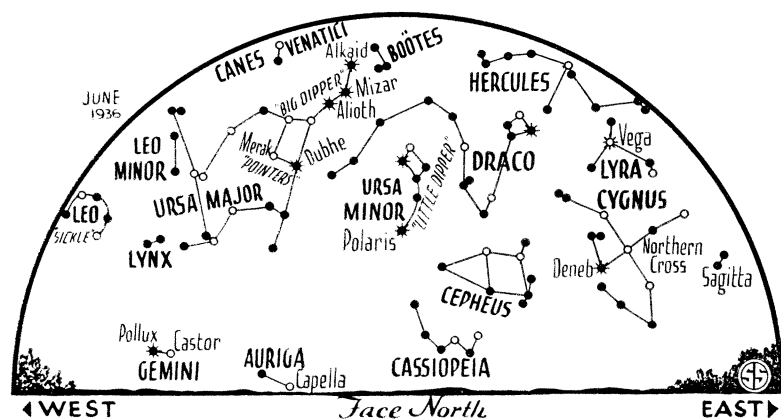 CANES VENATICI
Alkaid
BOÖTES
HERCULES
JUNE
1936
"BIG DIPPER"
Mizar
Alioth
LEO
MINOR
Merak
Dubhe
"POINTERS"
URSA MAJOR
URSA
MINOR
"LITTLE DIPPER"
Polaris
DRACO
Vega
LYRA
CYGNUS
LEO
"SICKLE"
LYNX
Deneb
Northern
Cross
Sagitta
CEPHEUS
Pollux
Castor
GEMINI
AURIGA
Capella
CASSIOPEIA
WEST
Face North
EAST